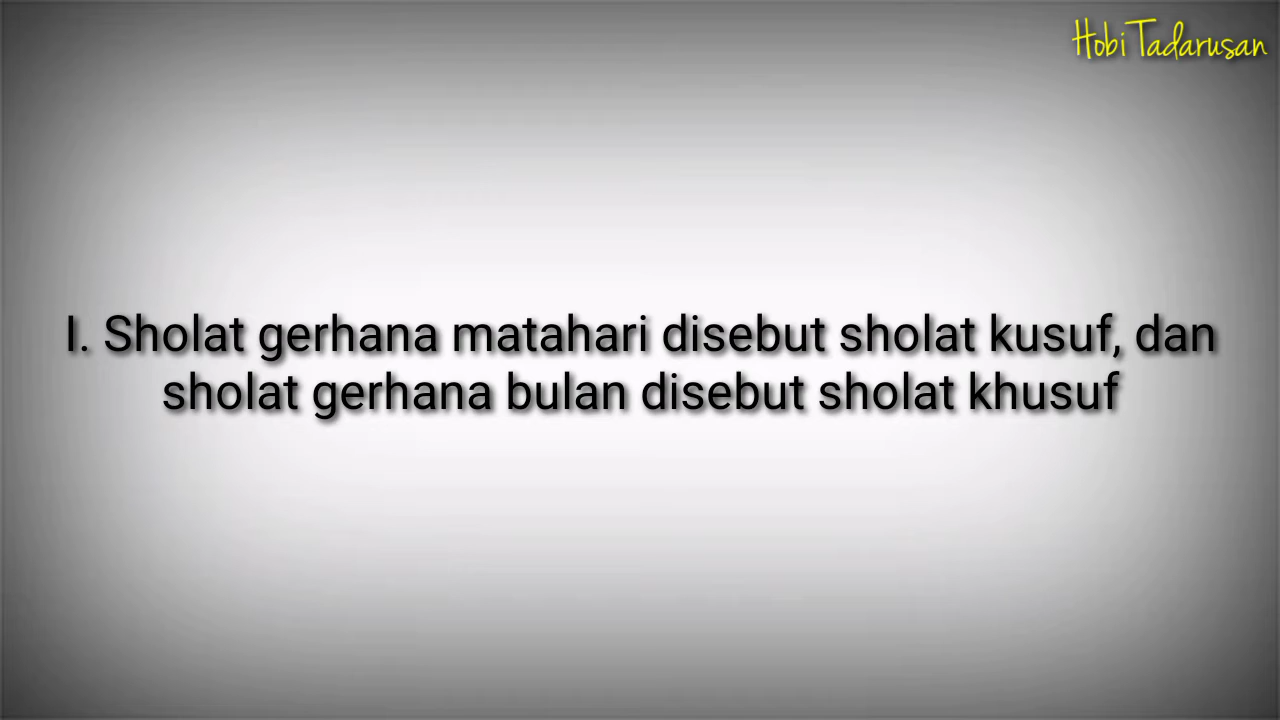 Hobi Tadarusan
I. Sholat gerhana matahari disebut sholat kusuf, dan
sholat gerhana bulan disebut sholat khusuf